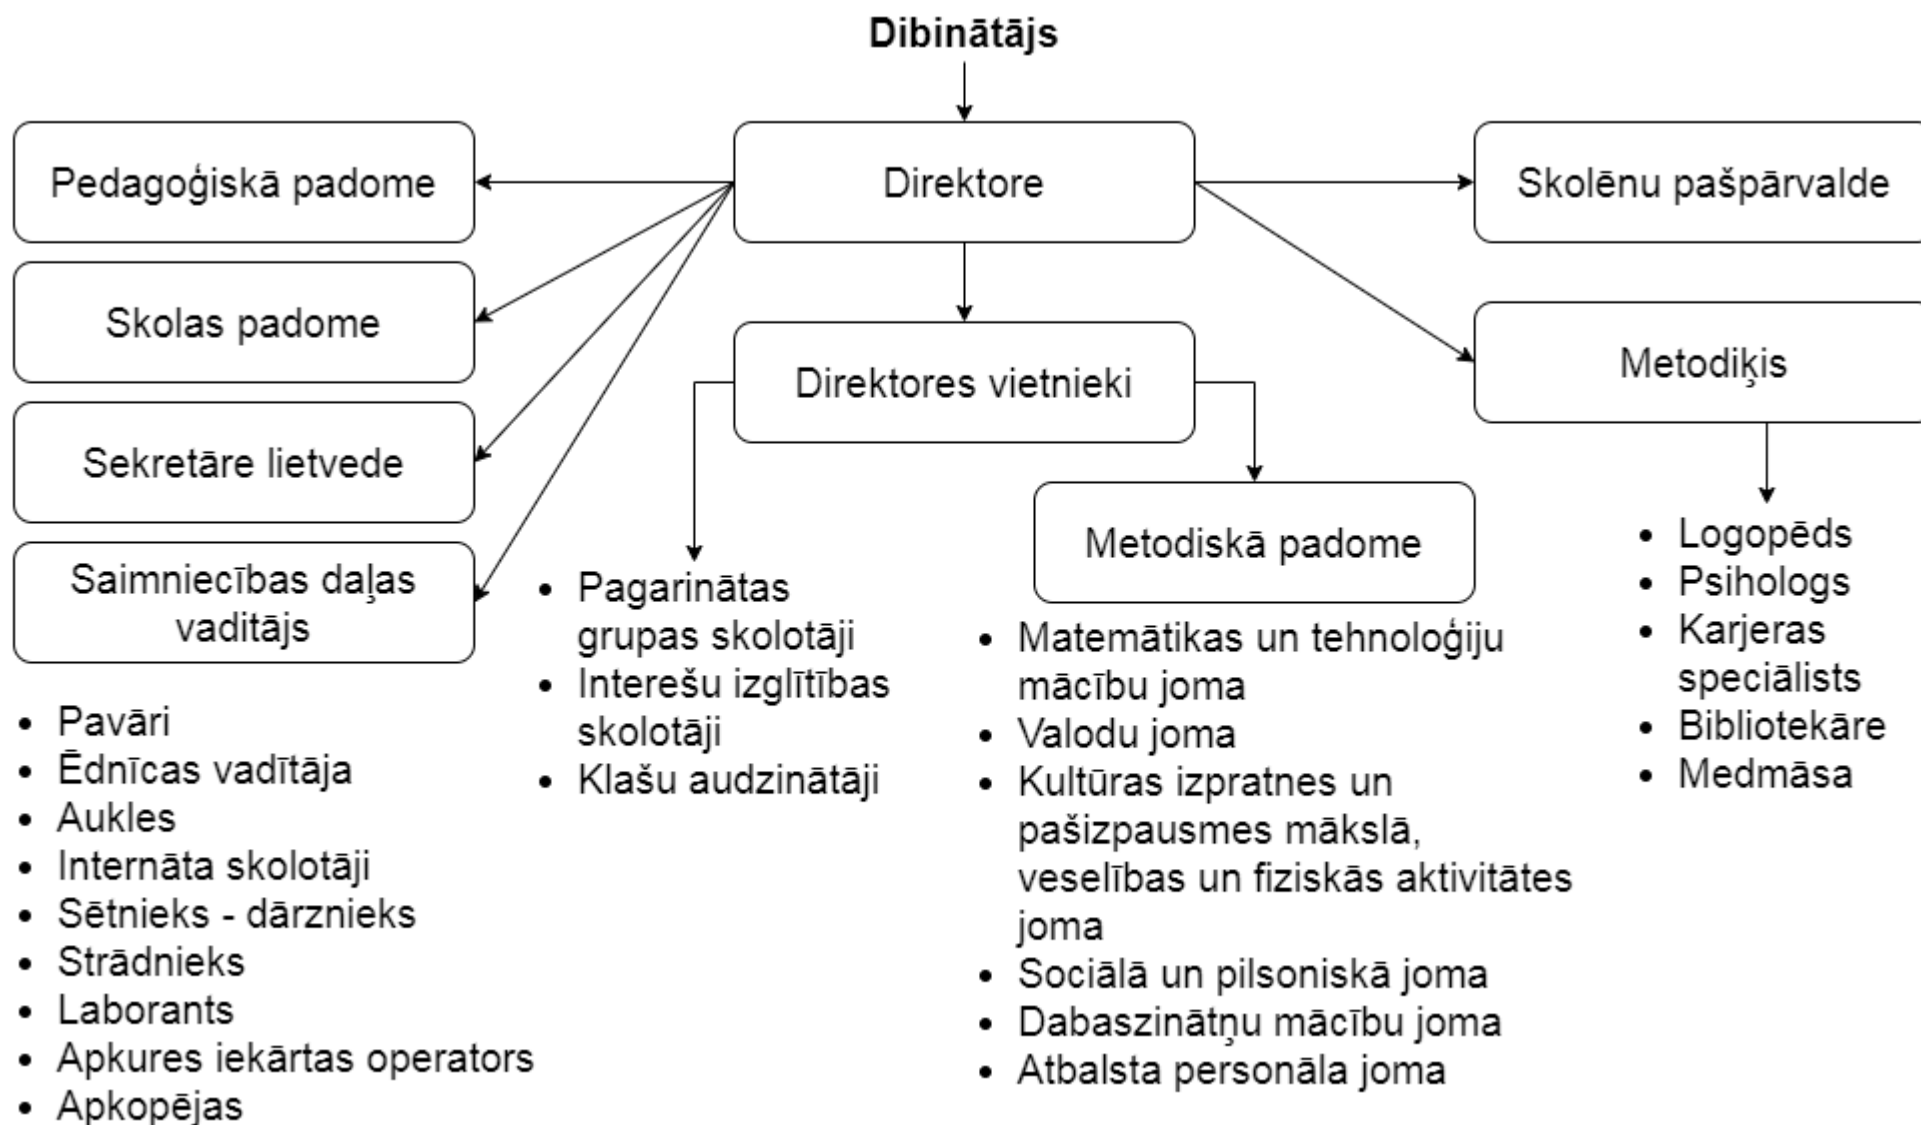 Dibinātājs
Pedagoģiskā padome
Direktore
Skolēnu pašpārvalde
Skolas padome
Direktores vietnieki
Metodiķis
Sekretāre lietvede
Saimniecības daļas
vaditājs
Metodiskā padome
• Pavāri
• Ēdnīcas vadītāja
• Aukles
• Internāta skolotāji
• Sētnieks - dārznieks
• Strādnieks
• Laborants
• Apkures iekārtas operators
• Apkopējas
• Pagarinātas
grupas skolotāji
• Interešu izglītības
skolotāji
• Klašu audzinātāji
• Matemātikas un tehnoloģiju
mācību joma
• Valodu joma
• Kultūras izpratnes un
pašizpausmes mākslā,
veselības un fiziskās aktivitātes
joma
• Sociālā un pilsoniskā joma
• Dabaszinātņu mācību joma
• Atbalsta personāla joma
• Logopēds
• Psihologs
• Karjeras
speciālists
• Bibliotekāre
• Medmāsa